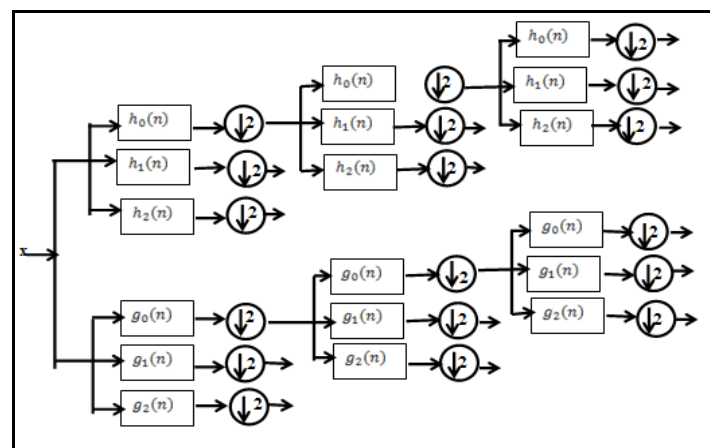 h₀(n) ↓2 h₀(n) ↓2 h₀(n) ↓2
h₁(n) ↓2 h₁(n) ↓2 h₁(n) ↓2
h₂(n) ↓2 h₂(n) ↓2 h₂(n) ↓2
x
g₀(n) ↓2 g₀(n) ↓2 g₀(n) ↓2
g₁(n) ↓2 g₁(n) ↓2 g₁(n) ↓2
g₂(n) ↓2 g₂(n) ↓2 g₂(n) ↓2